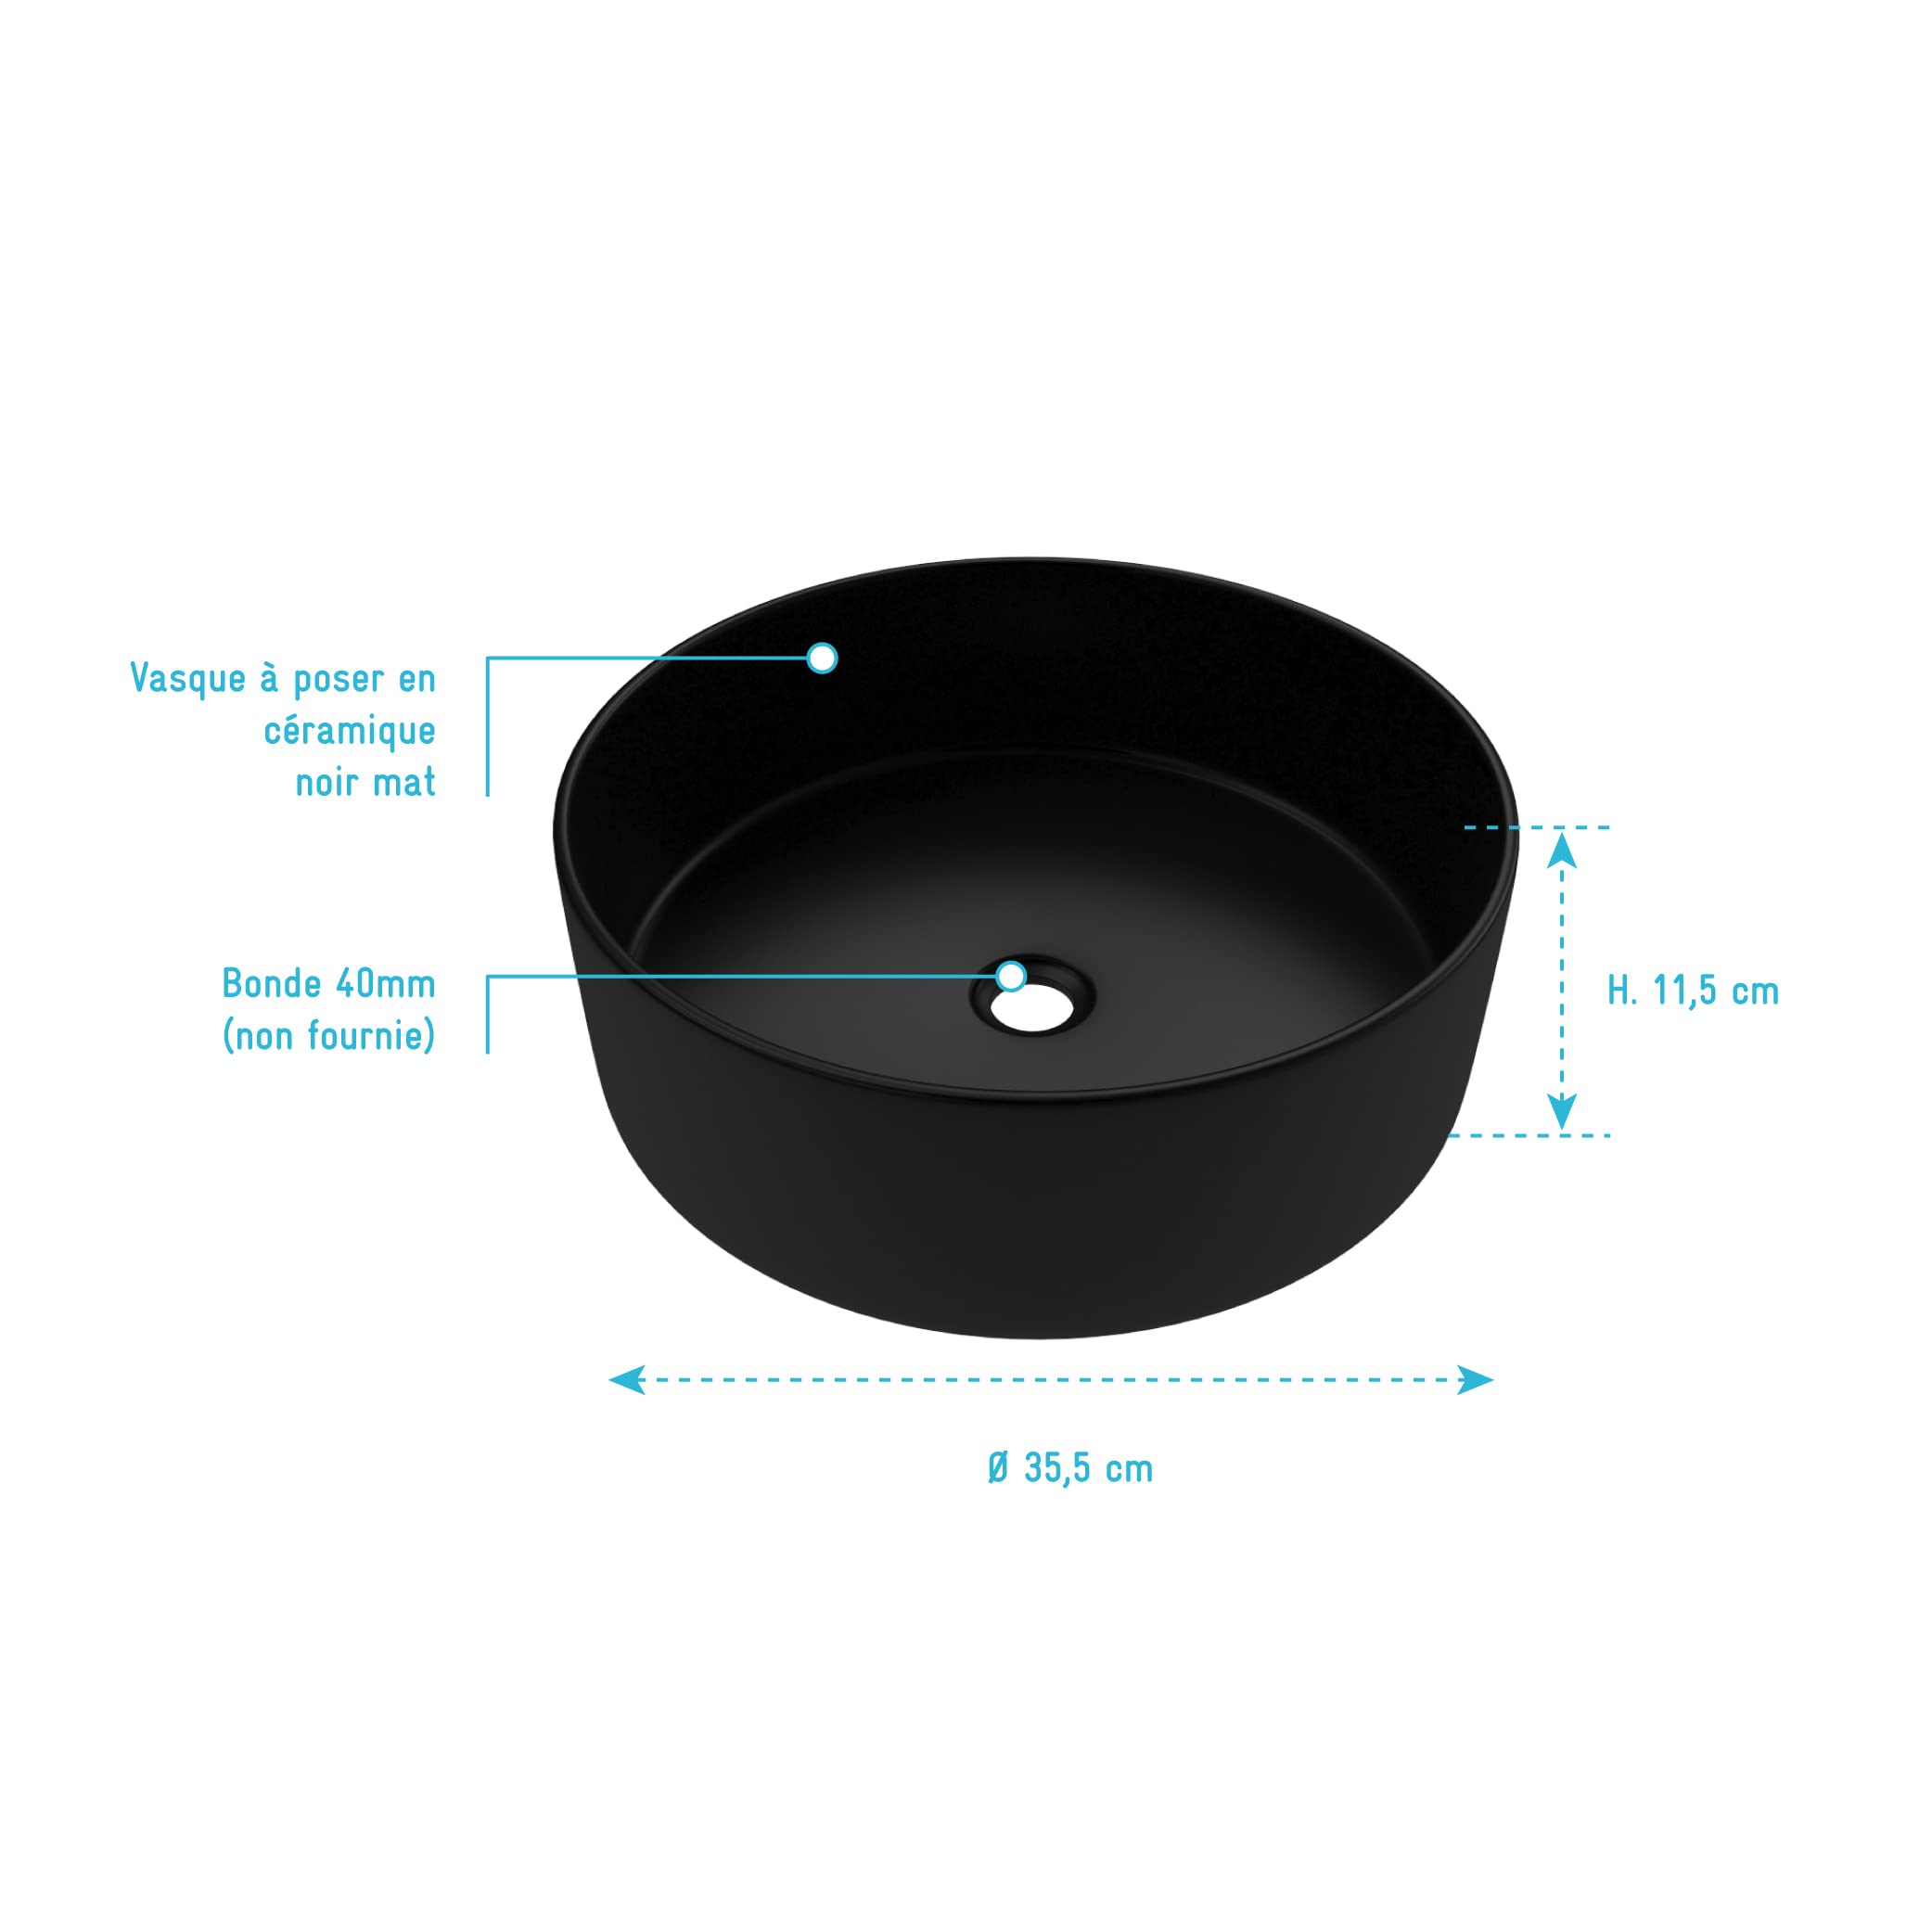 Vasque à poser en
céramique
noir mat
Bonde 40mm
(non fournie)
H. 11,5 cm
Ø 35,5 cm